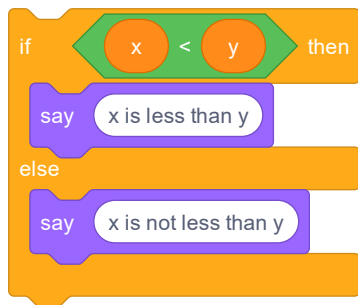 if x < y then
say x is less than y
else
say x is not less than y